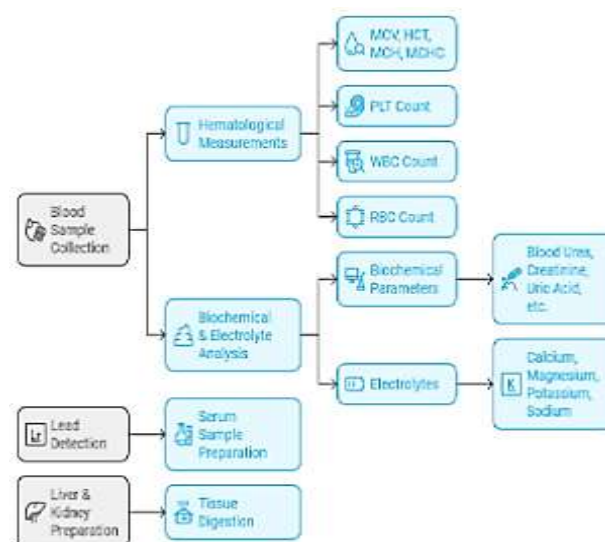 MCV, HCT,
MCH, MCHC
PLT Count
Hematological
Measurements
WBC Count
RBC Count
Blood
Sample
Collection
Biochemical
Parameters
Blood Urea,
Creatinine,
Uric Acid,
etc.
Biochemical
& Electrolyte
Analysis
Electrolytes
K
Calcium,
Magnesium,
Potassium,
Sodium
Lead
Detection
Serum
Sample
Preparation
Liver &
Kidney
Preparation
Tissue
Digestion